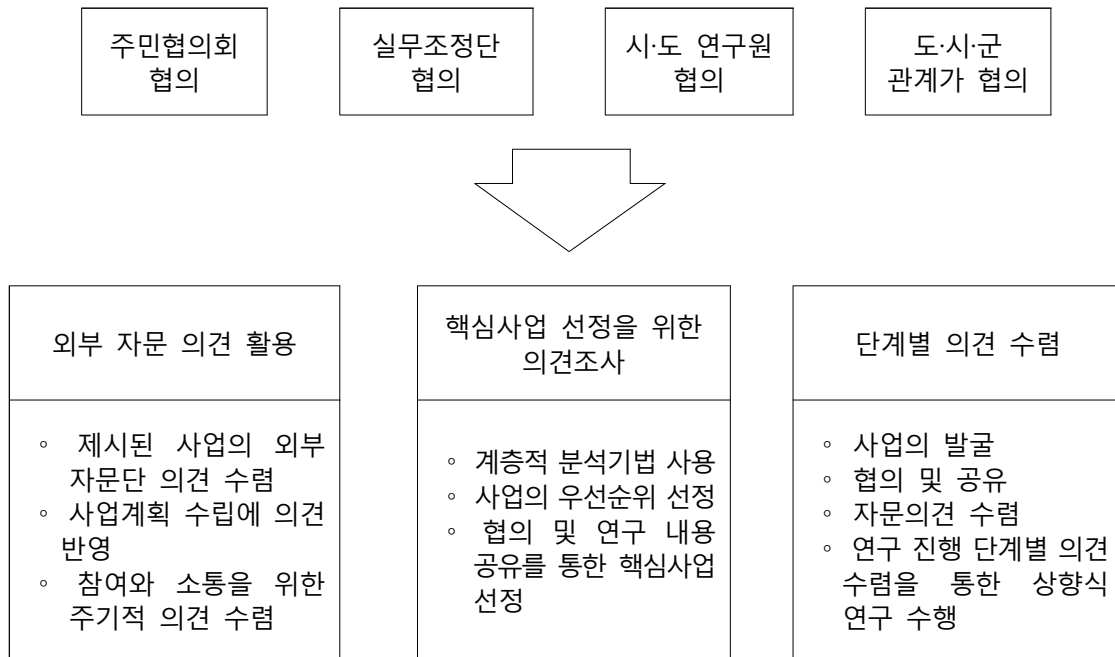 주민협의회
협의
실무조정단
협의
시·도 연구원
협의
도·시·군
관계가 협의
외부 자문 의견 활용
◦ 제시된 사업의 외부
자문단 의견 수렴
◦ 사업계획 수립에 의견
반영
◦ 참여와 소통을 위한
주기적 의견 수렴
핵심사업 선정을 위한
의견조사
◦ 계층적 분석기법 사용
◦ 사업의 우선순위 선정
◦ 협의 및 연구 내용
공유를 통한 핵심사업
선정
단계별 의견 수렴
◦ 사업의 발굴
◦ 협의 및 공유
◦ 자문의견 수렴
◦ 연구 진행 단계별 의견
수렴을 통한 상향식
연구 수행